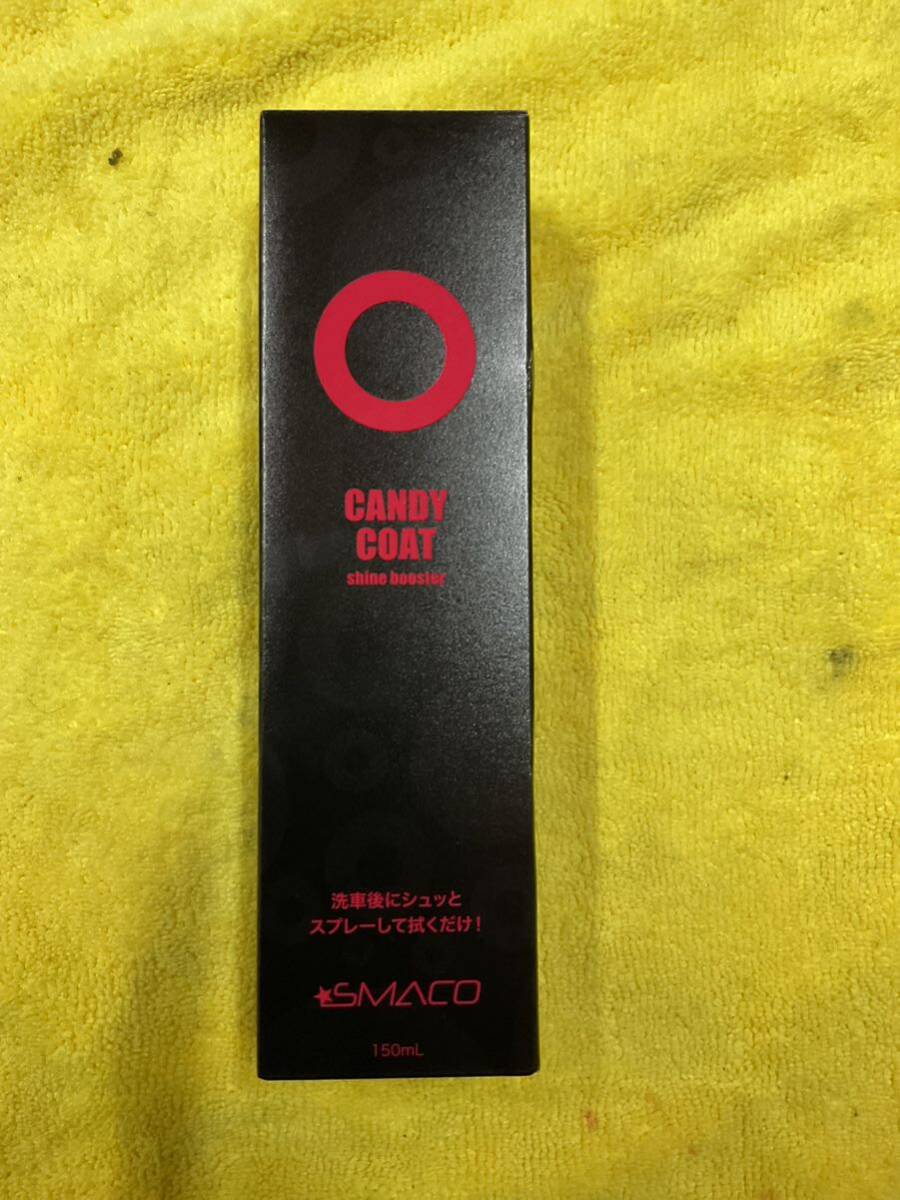 CANDY
COAT
shine booster
洗車後にシュッと
スプレーして拭くだけ！
SMACO
150mL